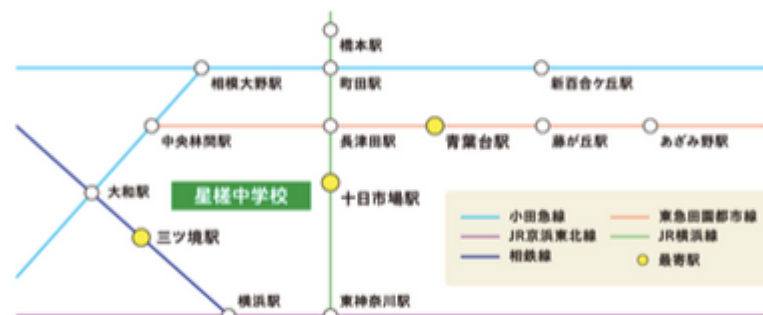 橋本駅
相模大野駅
町田駅
新百合ケ丘駅
中央林間駅
長津田駅
青葉台駅
藤が丘駅
あざみ野駅
大和駅
星槎中学校
十日市場駅
三ツ境駅
小田急線
東急田園都市線
JR京浜東北線
JR横浜線
相鉄線
最寄駅
横浜駅
東神奈川駅